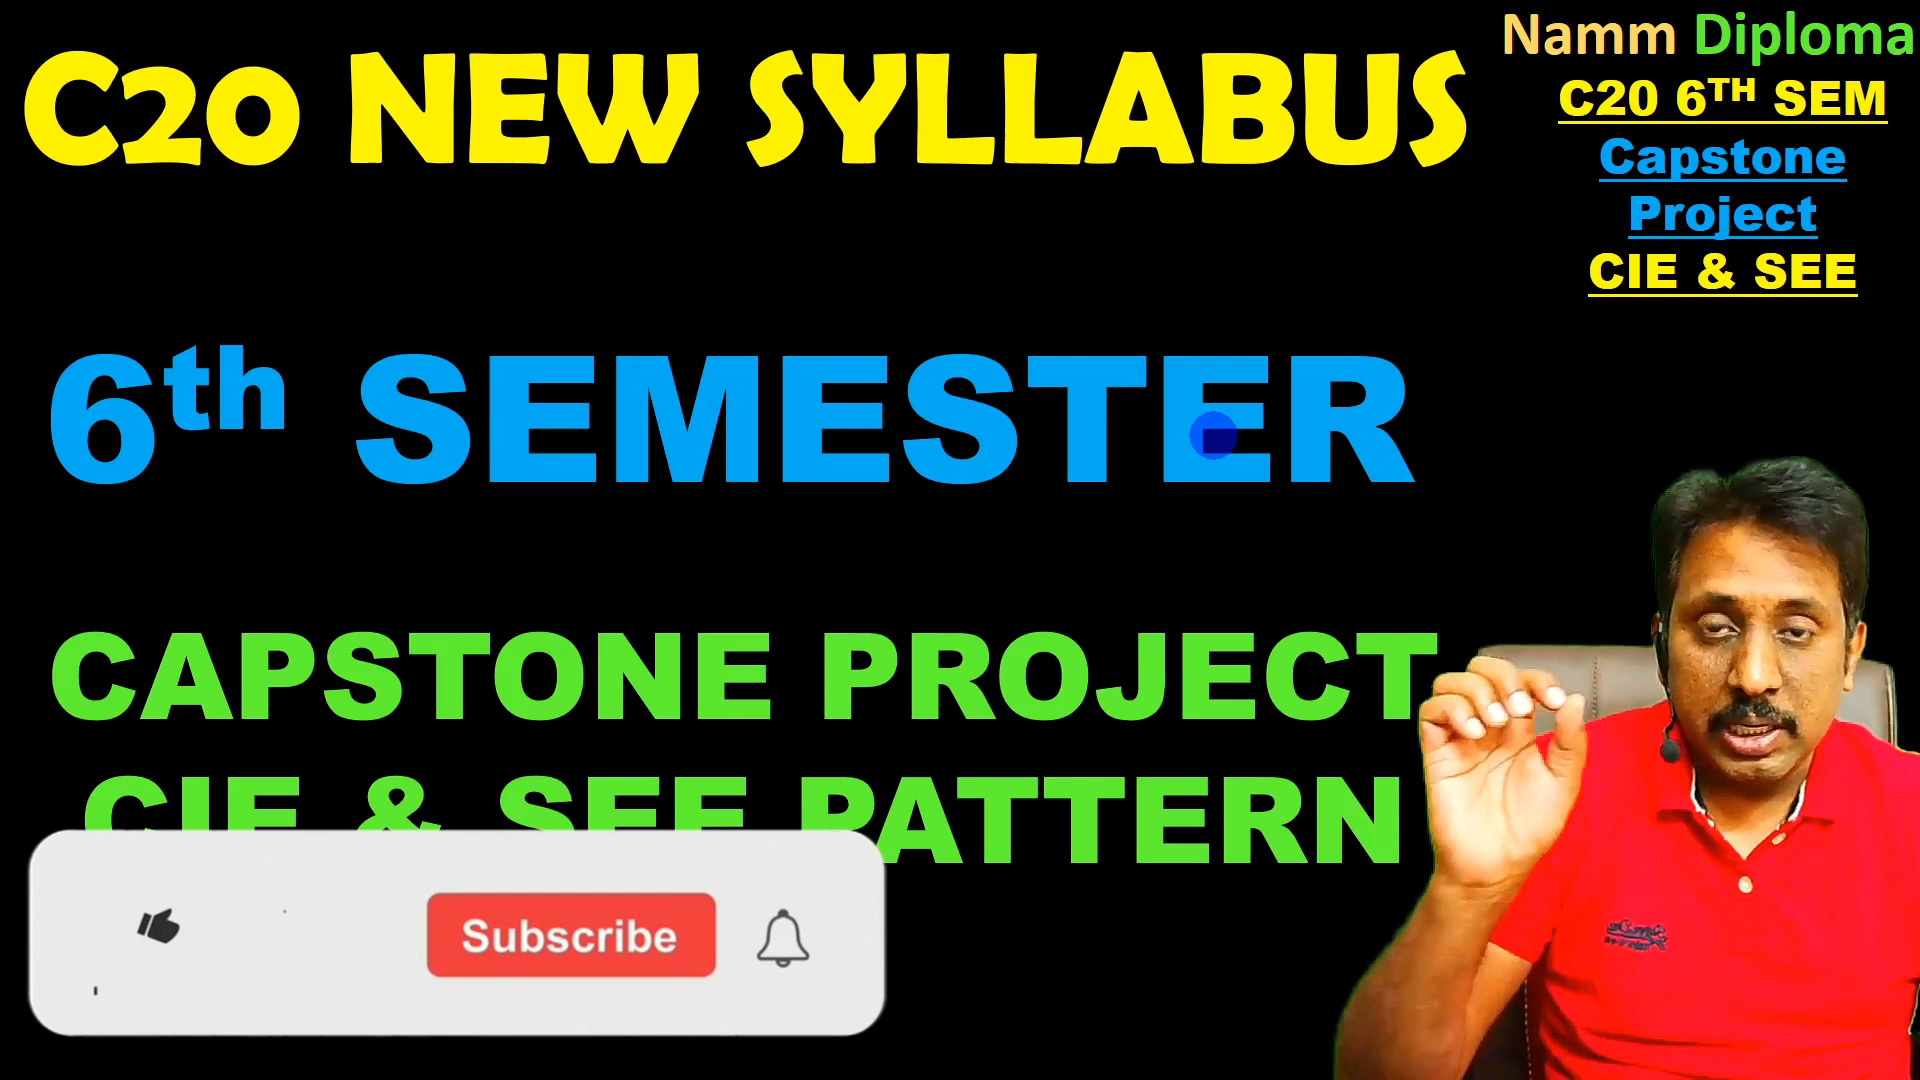 C20 NEW SYLLABUS
6th SEMESTER
CAPSTONE PROJECT
CIE & SEE PATTERN
Subscribe
Namm Diploma
C20 6TH SEM
Capstone
Project
CIE & SEE